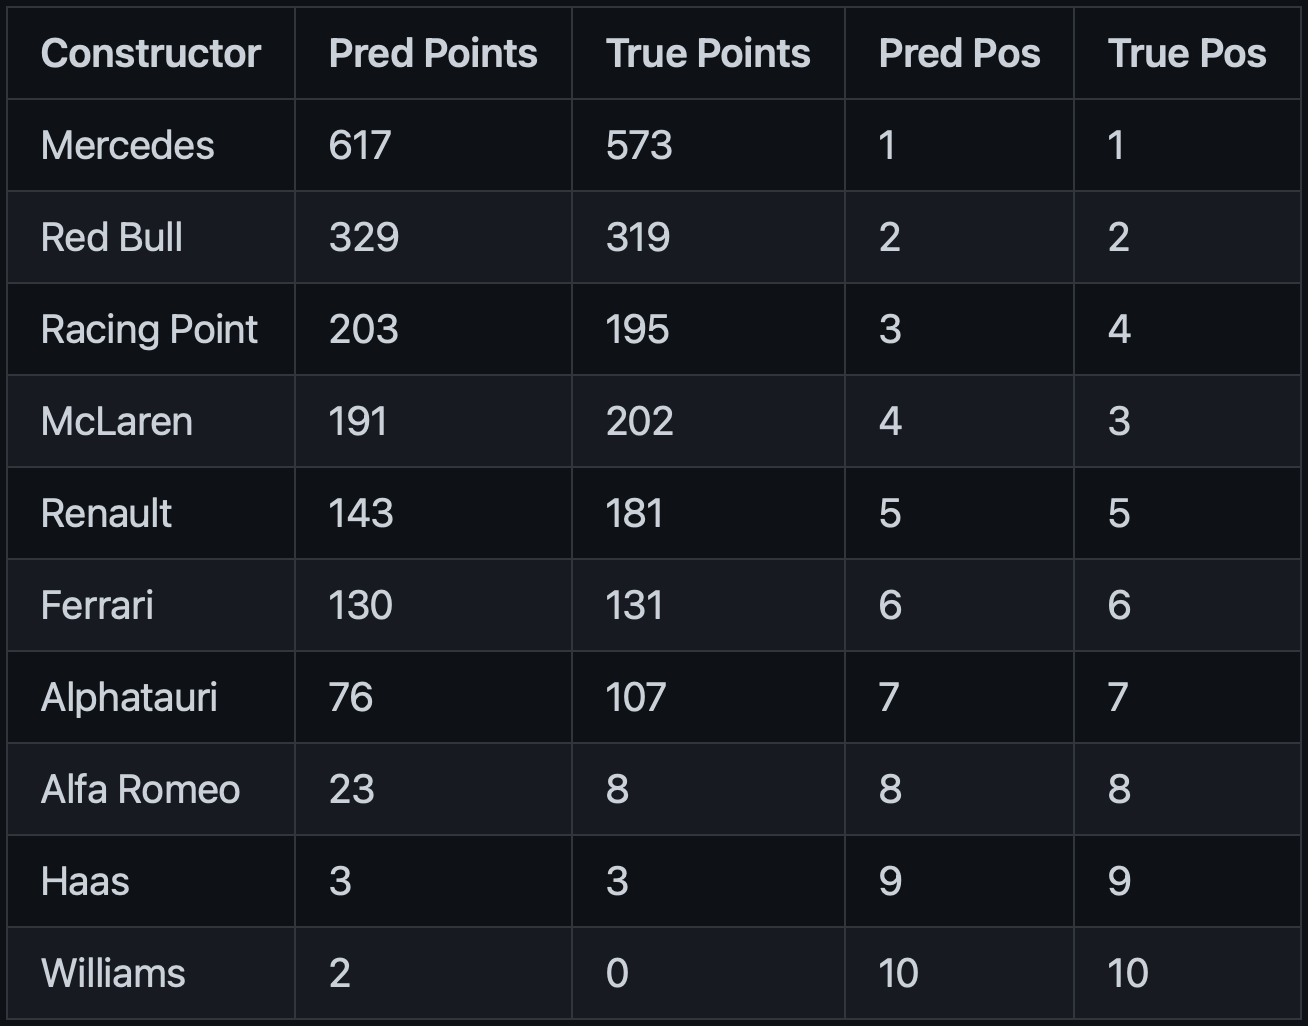 Constructor Pred Points True Points Pred Pos True Pos
Mercedes 617 573 1 1
Red Bull 329 319 2 2
Racing Point 203 195 3 4
McLaren 191 202 4 3
Renault 143 181 5 5
Ferrari 130 131 6 6
Alphatauri 76 107 7 7
Alfa Romeo 23 8 8 8
Haas 3 3 9 9
Williams 2 0 10 10